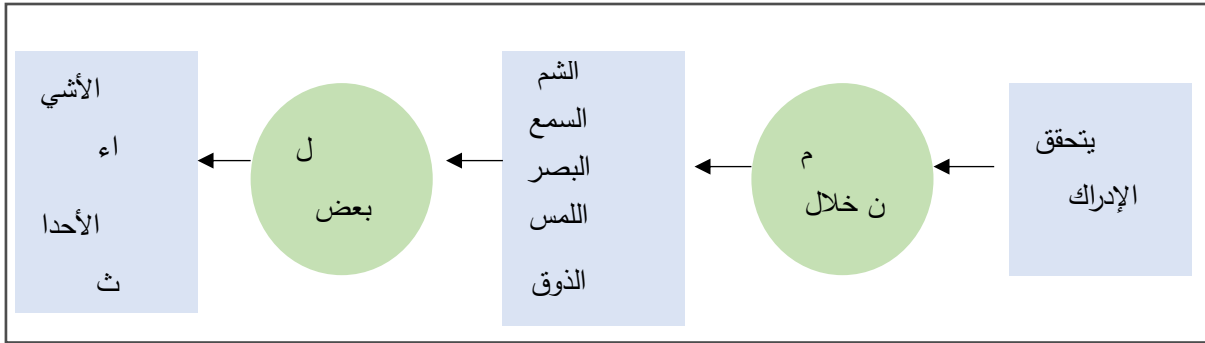 يتحقق
الإدراك
م
ن خلال
الشم
السمع
البصر
اللمس
الذوق
ل
بعض
الأشي
اء
الأحدا
ث